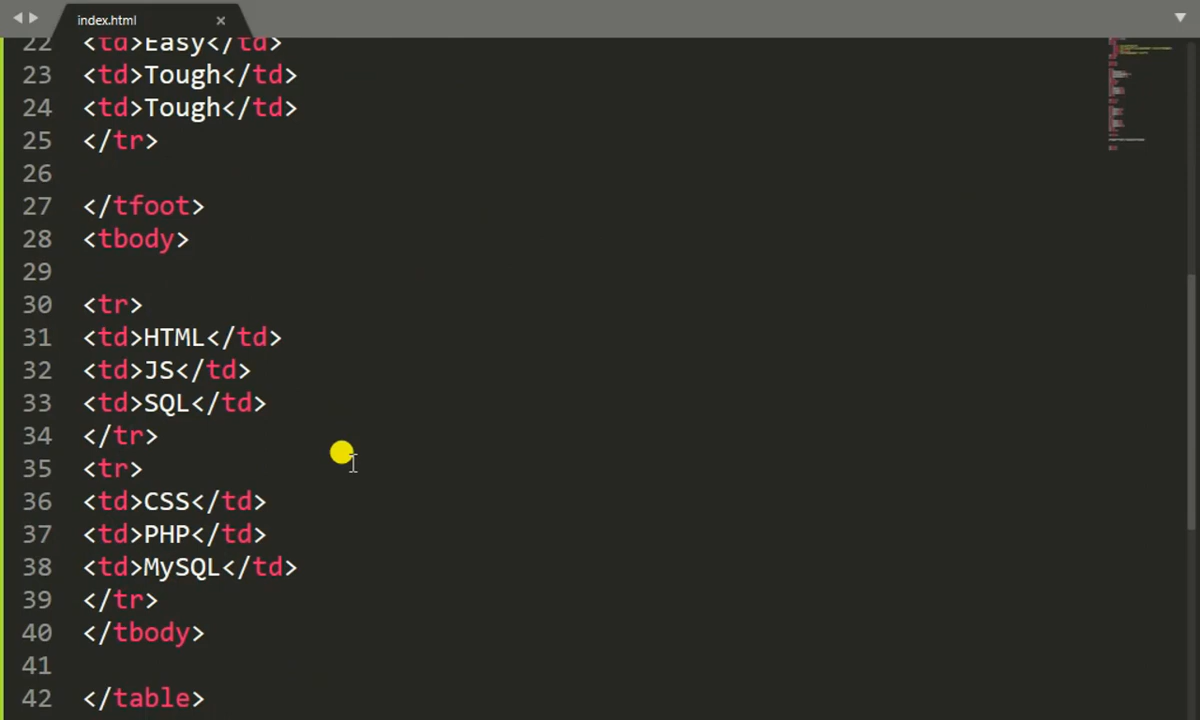 index.html
22 <td>Easy</td>
23 <td>Tough</td>
24 <td>Tough</td>
25 </tr>
26
27 </tfoot>
28 <tbody>
29
30 <tr>
31 <td>HTML</td>
32 <td>JS</td>
33 <td>SQL</td>
34 </tr>
35 <tr>
36 <td>CSS</td>
37 <td>PHP</td>
38 <td>MySQL</td>
39 </tr>
40 </tbody>
41
42 </table>